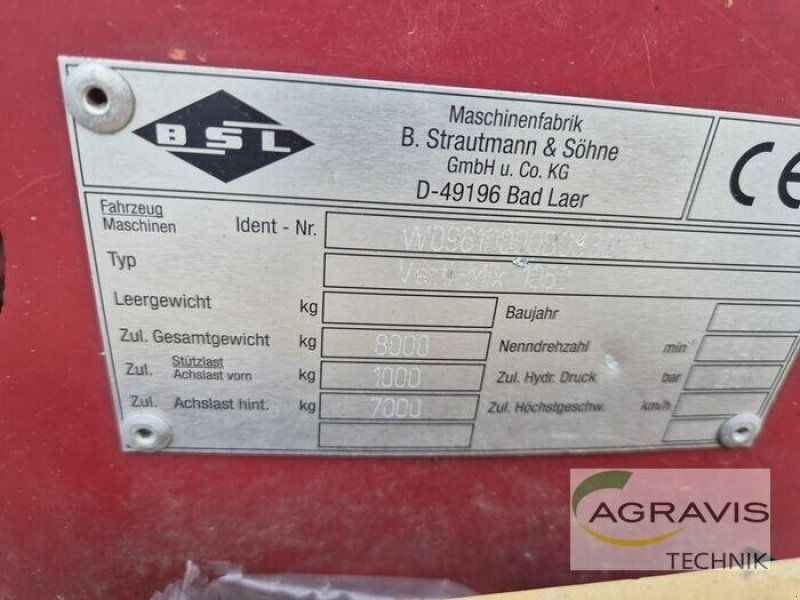 BSL
Maschinenfabrik
B. Strautmann & Söhne
GmbH u. Co. KG
D-49196 Bad Laer
CE
Fahrzeug
Maschinen
Ident - Nr.
Typ
Leergewicht kg
Baujahr
Zul. Gesamtgewicht kg 8000
Nenndrehzahl min
Zul. Stützlast
Achslast vorn kg 1000
Zul. Hydr. Druck bar
Zul. Achslast hint. kg 7000
Zul. Höchstgeschw. km/h
AGRAVIS
TECHNIK